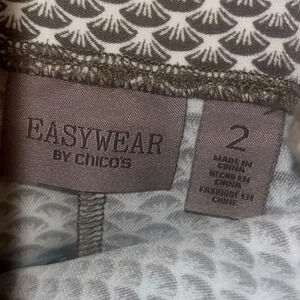 EASYWEAR
BY CHICO'S
2
MADE IN
CHINA
HECHO EN
CHINA
FABRIQUÉ EN
CHINE